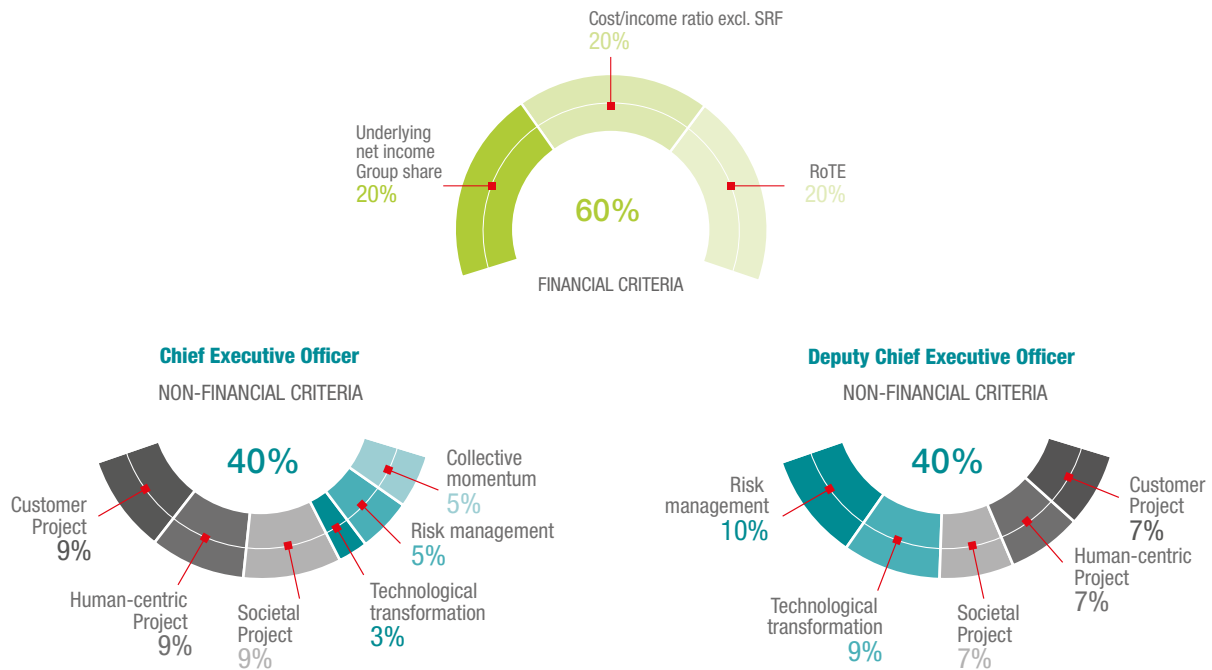 Cost/income ratio excl. SRF
20%
Underlying
net income
Group share
20%
RoTE
20%
60%
FINANCIAL CRITERIA
Chief Executive Officer
NON-FINANCIAL CRITERIA
40%
Customer
Project
9%
Human-centric
Project
9%
Societal
Project
9%
Technological
transformation
3%
Risk management
5%
Collective
momentum
5%
Deputy Chief Executive Officer
NON-FINANCIAL CRITERIA
40%
Risk
management
10%
Technological
transformation
9%
Societal
Project
7%
Human-centric
Project
7%
Customer
Project
7%